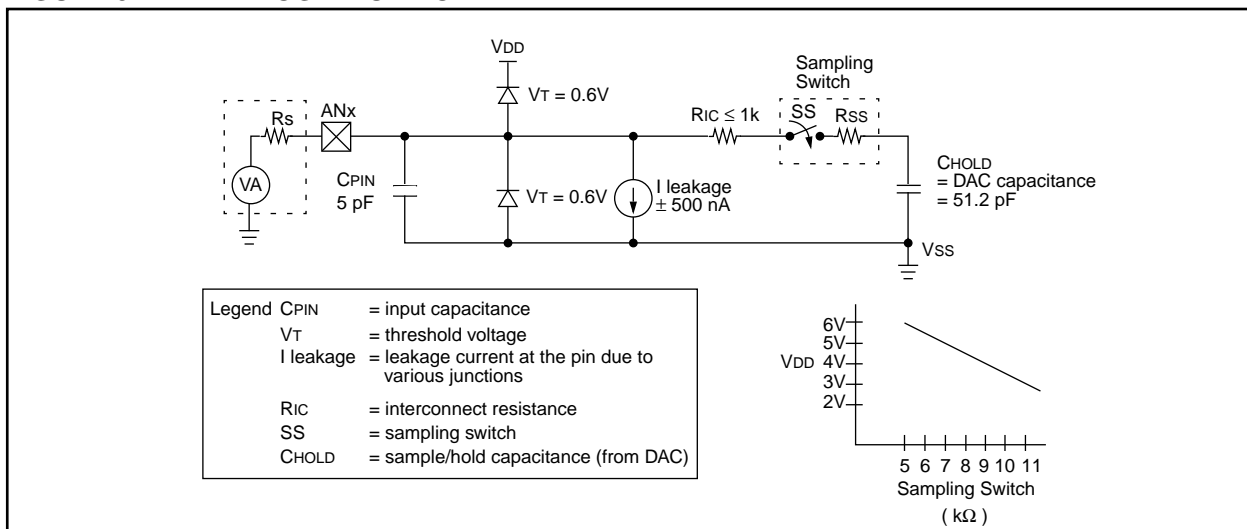 VDD
VT = 0.6V
Sampling
Switch
Rs
ANx
RIC ≤ 1k
SS
RSS
VA
CPIN
5 pF
VT = 0.6V
I leakage
± 500 nA
CHOLD
= DAC capacitance
= 51.2 pF
VSS
Legend CPIN = input capacitance
VT = threshold voltage
I leakage = leakage current at the pin due to
various junctions
RIC = interconnect resistance
SS = sampling switch
CHOLD = sample/hold capacitance (from DAC)
6V
5V
VDD 4V
3V
2V
5 6 7 8 9 10 11
Sampling Switch
( kΩ )